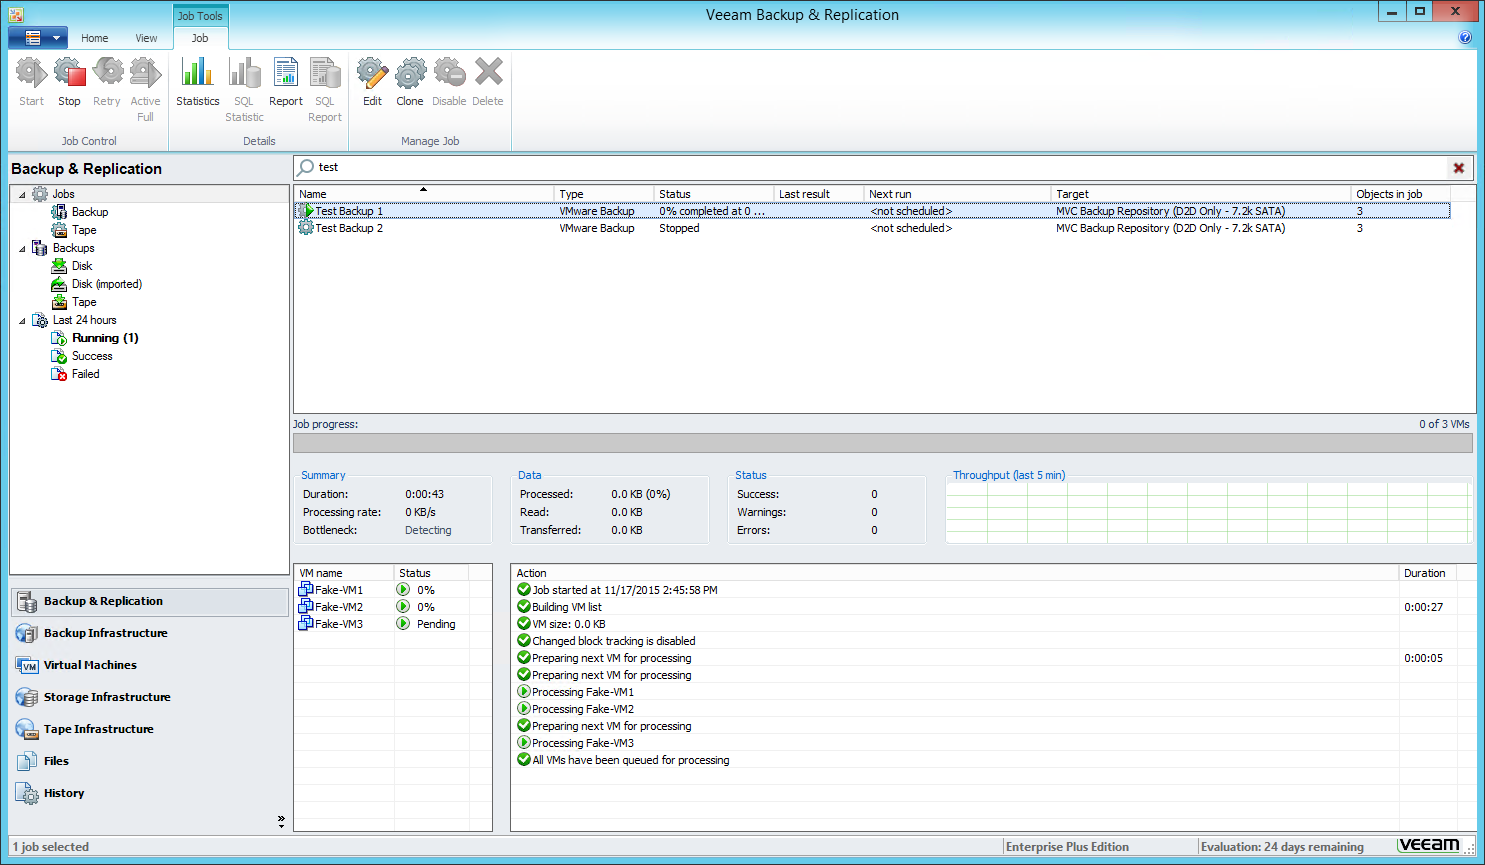 Job Tools
Veeam Backup & Replication
Home View Job
Start Stop Retry Active Full Statistics SQL Statistic Report SQL Report Edit Clone Disable Delete
Job Control Details Manage Job
Backup & Replication
test
Jobs
Backup
Tape
Backups
Disk
Disk (imported)
Tape
Last 24 hours
Running (1)
Success
Failed
Name Type Status Last result Next run Target Objects in job
Test Backup 1 VMware Backup 0% completed at 0 ... <not scheduled> MVC Backup Repository (D2D Only - 7.2k SATA) 3
Test Backup 2 VMware Backup Stopped <not scheduled> MVC Backup Repository (D2D Only - 7.2k SATA) 3
Job progress: 0 of 3 VMs
Summary
Duration: 0:00:43
Processing rate: 0 KB/s
Bottleneck: Detecting
Data
Processed: 0.0 KB (0%)
Read: 0.0 KB
Transferred: 0.0 KB
Status
Success: 0
Warnings: 0
Errors: 0
Throughput (last 5 min)
VM name Status
Fake-VM1 0%
Fake-VM2 0%
Fake-VM3 Pending
Action Duration
Job started at 11/17/2015 2:45:58 PM
Building VM list 0:00:27
VM size: 0.0 KB
Changed block tracking is disabled
Preparing next VM for processing 0:00:05
Preparing next VM for processing
Processing Fake-VM1
Processing Fake-VM2
Preparing next VM for processing
Processing Fake-VM3
All VMs have been queued for processing
Backup & Replication
Backup Infrastructure
Virtual Machines
Storage Infrastructure
Tape Infrastructure
Files
History
1 job selected Enterprise Plus Edition Evaluation: 24 days remaining veeam